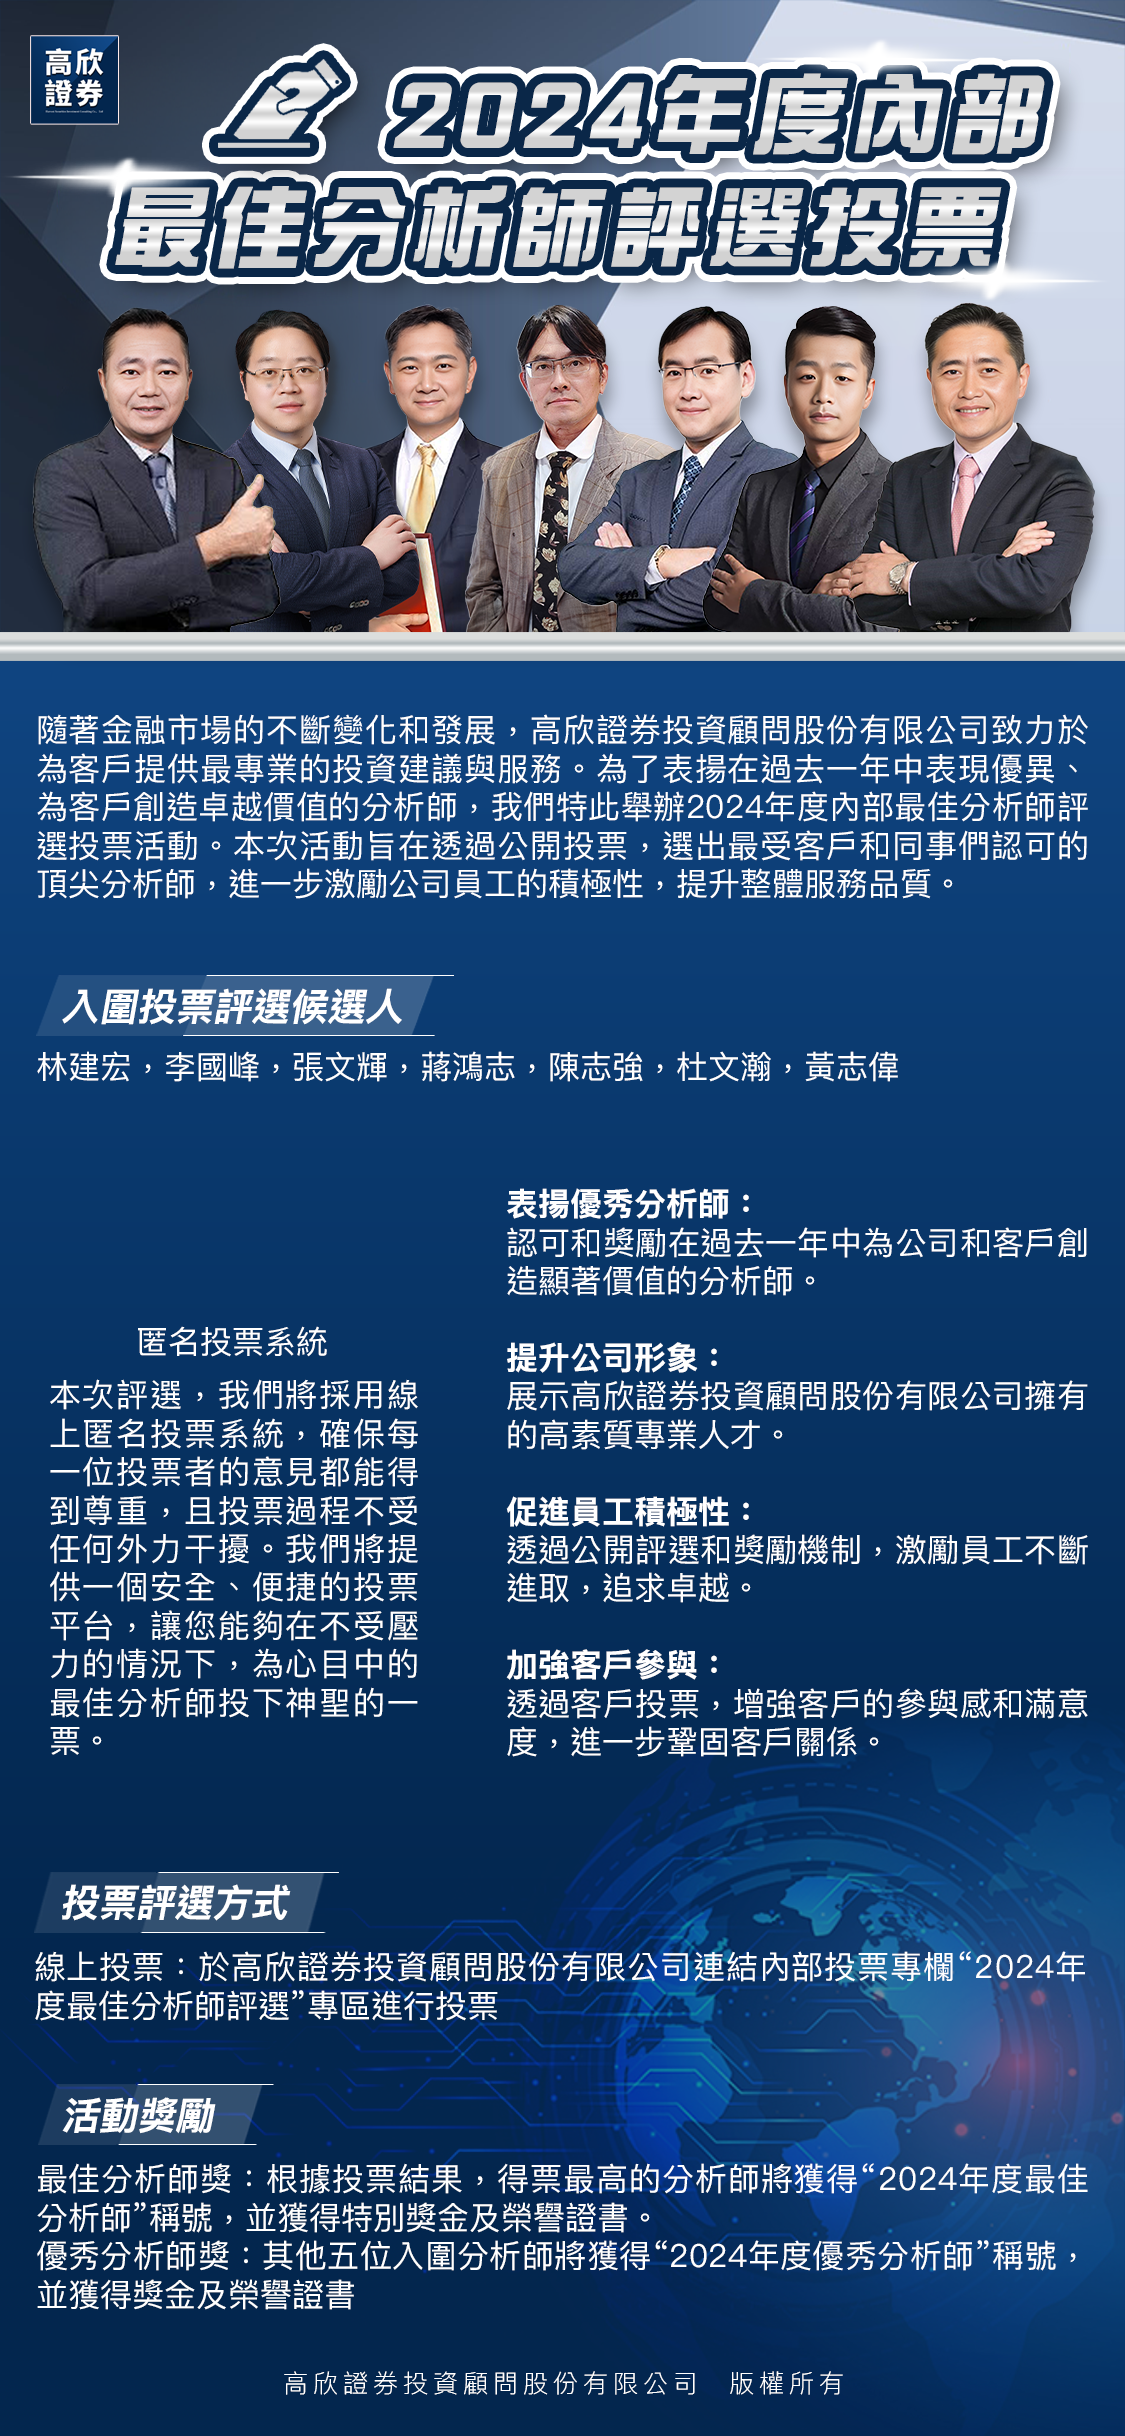 高欣
證券
2024年度內部
最佳分析師評選投票
隨著金融市場的不斷變化和發展，高欣證券投資顧問股份有限公司致力於
為客戶提供最專業的投資建議與服務。為了表揚在過去一年中表現優異、
為客戶創造卓越價值的分析師，我們特此舉辦2024年度內部最佳分析師評
選投票活動。本次活動旨在透過公開投票，選出最受客戶和同事們認可的
頂尖分析師，進一步激勵公司員工的積極性，提升整體服務品質。
入圍投票評選候選人
林建宏，李國峰，張文輝，蔣鴻志，陳志強，杜文瀚，黃志偉
匿名投票系統
本次評選，我們將採用線
上匿名投票系統，確保每
一位投票者的意見都能得
到尊重，且投票過程不受
任何外力干擾。我們將提
供一個安全、便捷的投票
平台，讓您能夠在不受壓
力的情況下，為心目中的
最佳分析師投下神聖的一
票。
表揚優秀分析師：
認可和獎勵在過去一年中為公司和客戶創
造顯著價值的分析師。
提升公司形象：
展示高欣證券投資顧問股份有限公司擁有
的高素質專業人才。
促進員工積極性：
透過公開評選和獎勵機制，激勵員工不斷
進取，追求卓越。
加強客戶參與：
透過客戶投票，增強客戶的參與感和滿意
度，進一步鞏固客戶關係。
投票評選方式
線上投票：於高欣證券投資顧問股份有限公司連結內部投票專欄“2024年
度最佳分析師評選”專區進行投票
活動獎勵
最佳分析師獎：根據投票結果，得票最高的分析師將獲得“2024年度最佳
分析師”稱號，並獲得特別獎金及榮譽證書。
優秀分析師獎：其他五位入圍分析師將獲得“2024年度優秀分析師”稱號，
並獲得獎金及榮譽證書
高欣證券投資顧問股份有限公司 版權所有